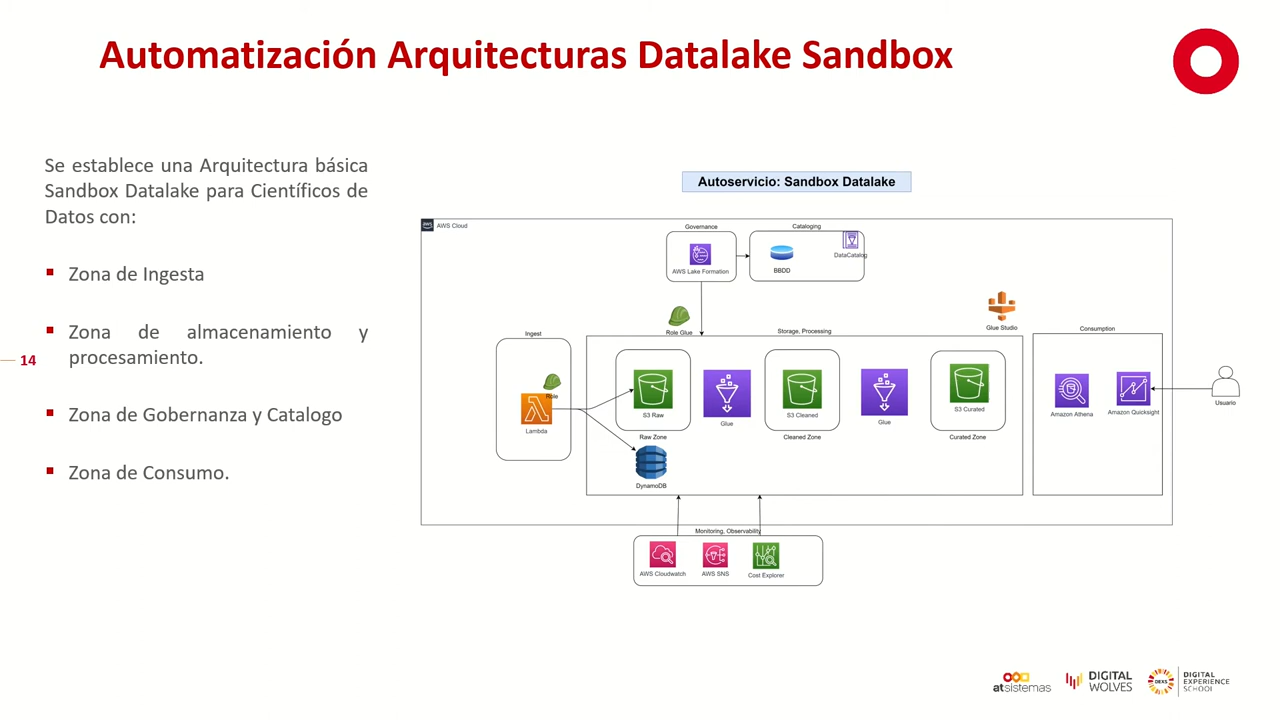 Automatización Arquitecturas Datalake Sandbox
Se establece una Arquitectura básica
Sandbox Datalake para Científicos de
Datos con:
Zona de Ingesta
Zona de almacenamiento y
procesamiento.
14
Zona de Gobernanza y Catalogo
Zona de Consumo.
Autoservicio: Sandbox Datalake
aws
AWS Cloud
Governance
AWS Lake Formation
Cataloging
BBDD
DataCatalog
Role Glue
Glue Studio
Ingest
Role
Lambda
Storage, Processing
S3 Raw
Raw Zone
Glue
S3 Cleaned
Cleaned Zone
Glue
S3 Curated
Curated Zone
DynamoDB
Consumption
Amazon Athena
Amazon Quicksight
Usuario
Monitoring, Observability
AWS Cloudwatch
AWS SNS
Cost Explorer
atsistemas
DIGITAL
WOLVES
DEXS
DIGITAL
EXPERIENCE
SCHOOL